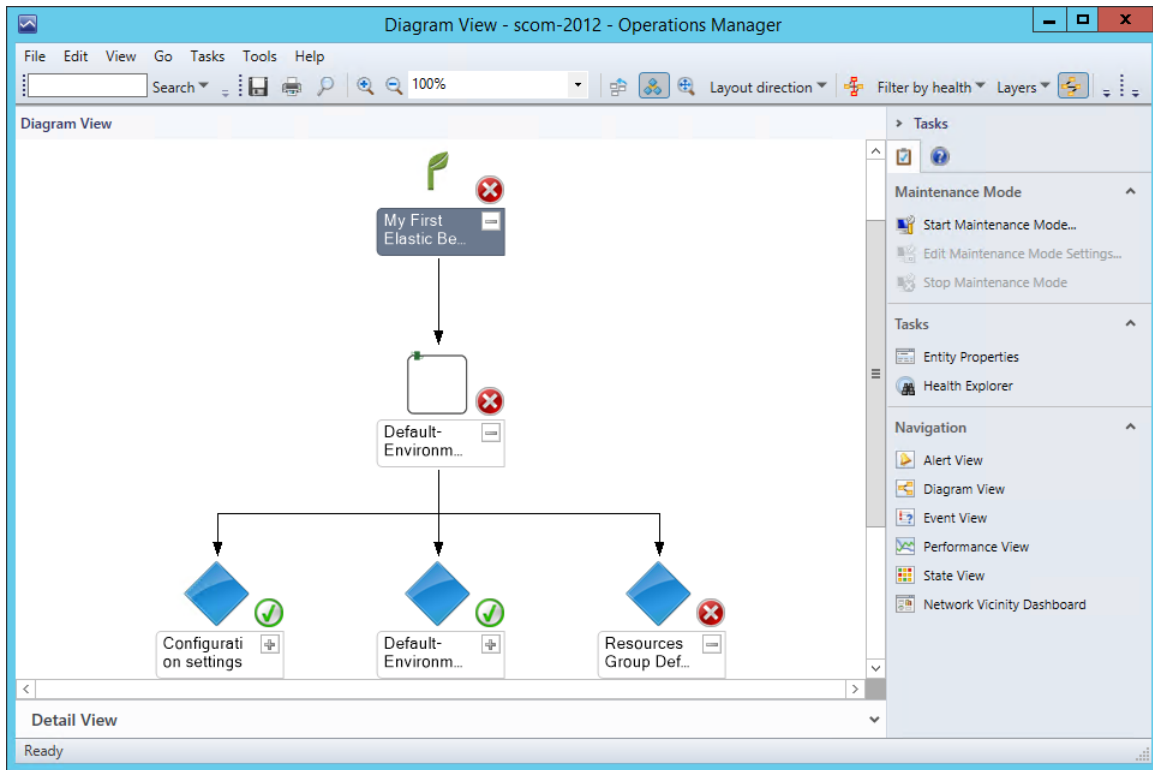 Diagram View - scom-2012 - Operations Manager
File Edit View Go Tasks Tools Help
Search 100% Layout direction Filter by health Layers
Diagram View
My First
Elastic Be...
Default-
Environm...
Configurati
on settings
Default-
Environm...
Resources
Group Def...
Detail View
Ready
Tasks
Maintenance Mode
Start Maintenance Mode...
Edit Maintenance Mode Settings...
Stop Maintenance Mode
Tasks
Entity Properties
Health Explorer
Navigation
Alert View
Diagram View
Event View
Performance View
State View
Network Vicinity Dashboard